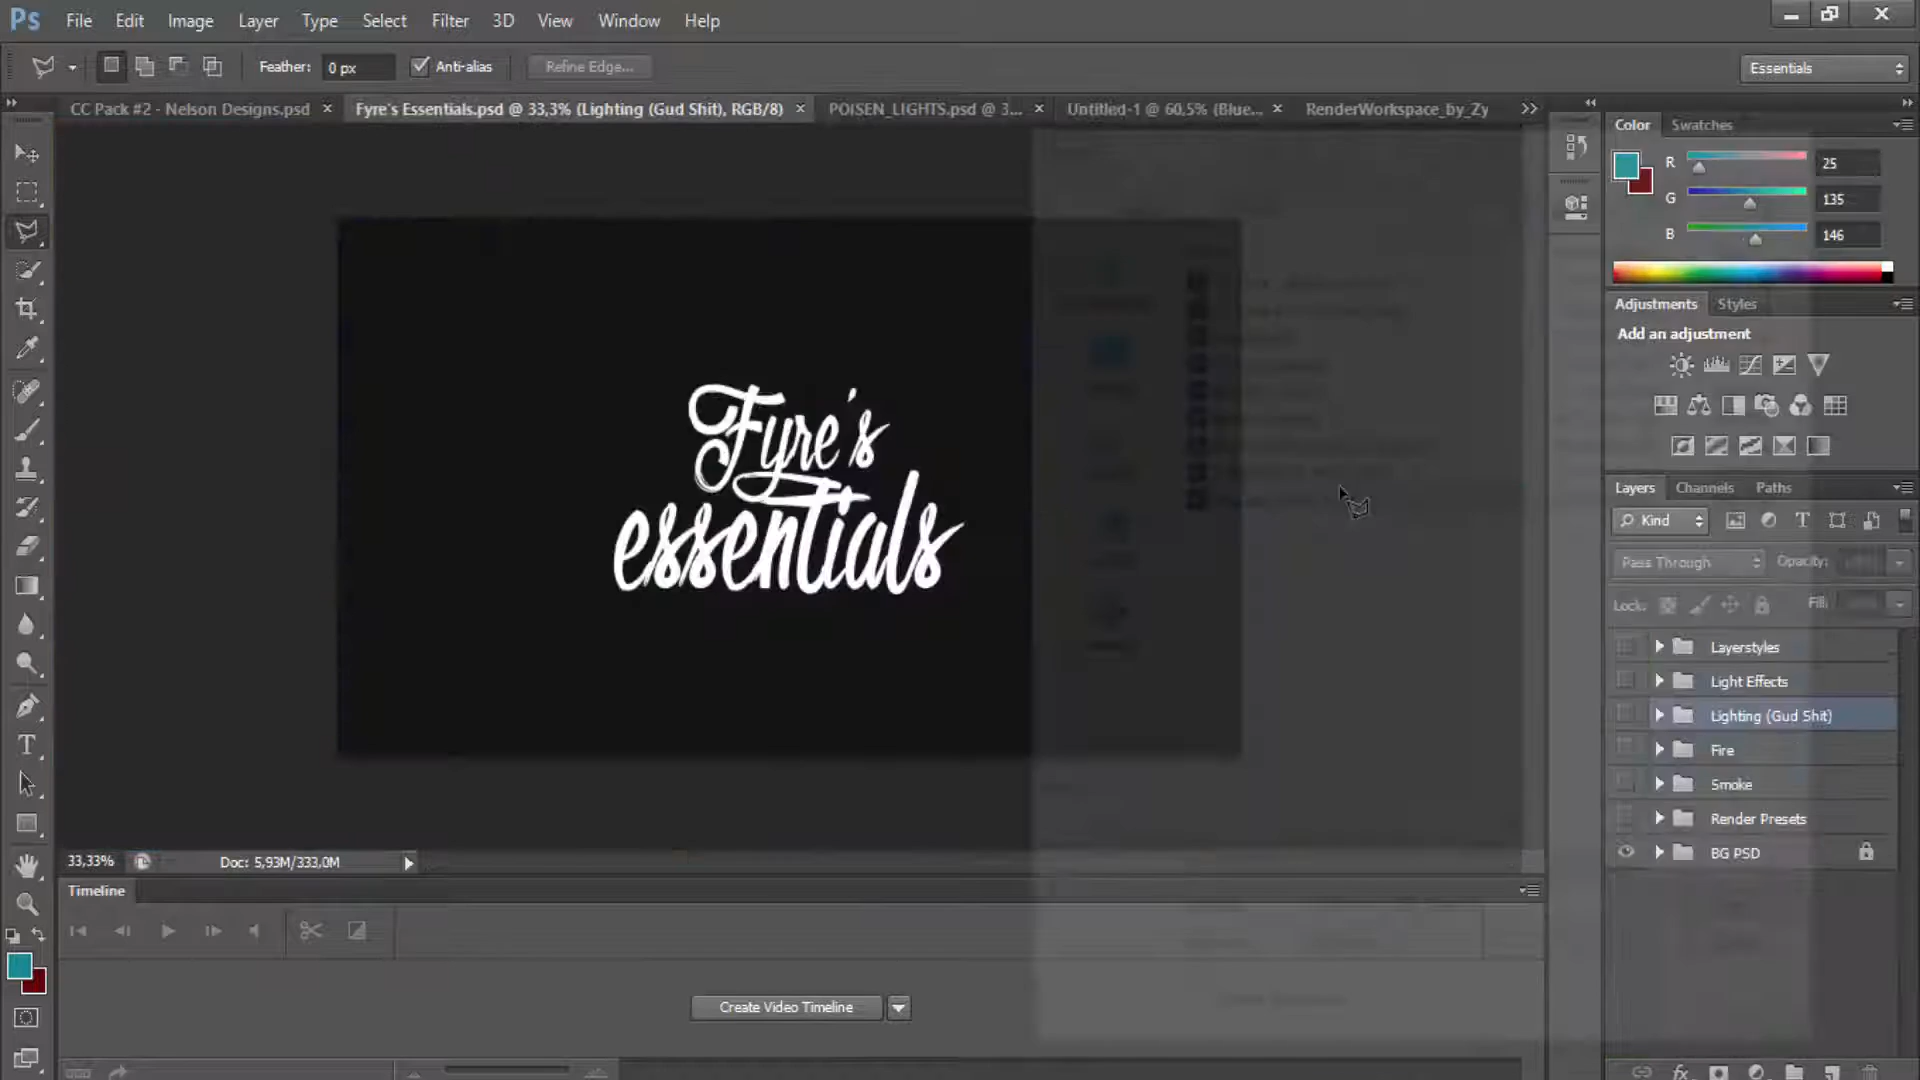 Ps File Edit Image Layer Type Select Filter 3D View Window Help
Feather: 0 px Anti-alias Refine Edge... Essentials
CC Pack #2 - Nelson Designs.psd Fyre's Essentials.psd @ 33,3% (Lighting (Gud Shit), RGB/8) POISEN_LIGHTS.psd @ 3... Untitled-1 @ 60,5% (Blue... RenderWorkspace_by_Zy
Color Swatches
R 25
G 135
B 146
Adjustments Styles
Add an adjustment
Fyre's
essentials
Layers Channels Paths
Kind
Pass Through Opacity:
Lock: Fill:
Layerstyles
Light Effects
Lighting (Gud Shit)
Fire
Smoke
Render Presets
BG PSD
33,33% Doc: 5,93M/333,0M
Timeline
Create Video Timeline